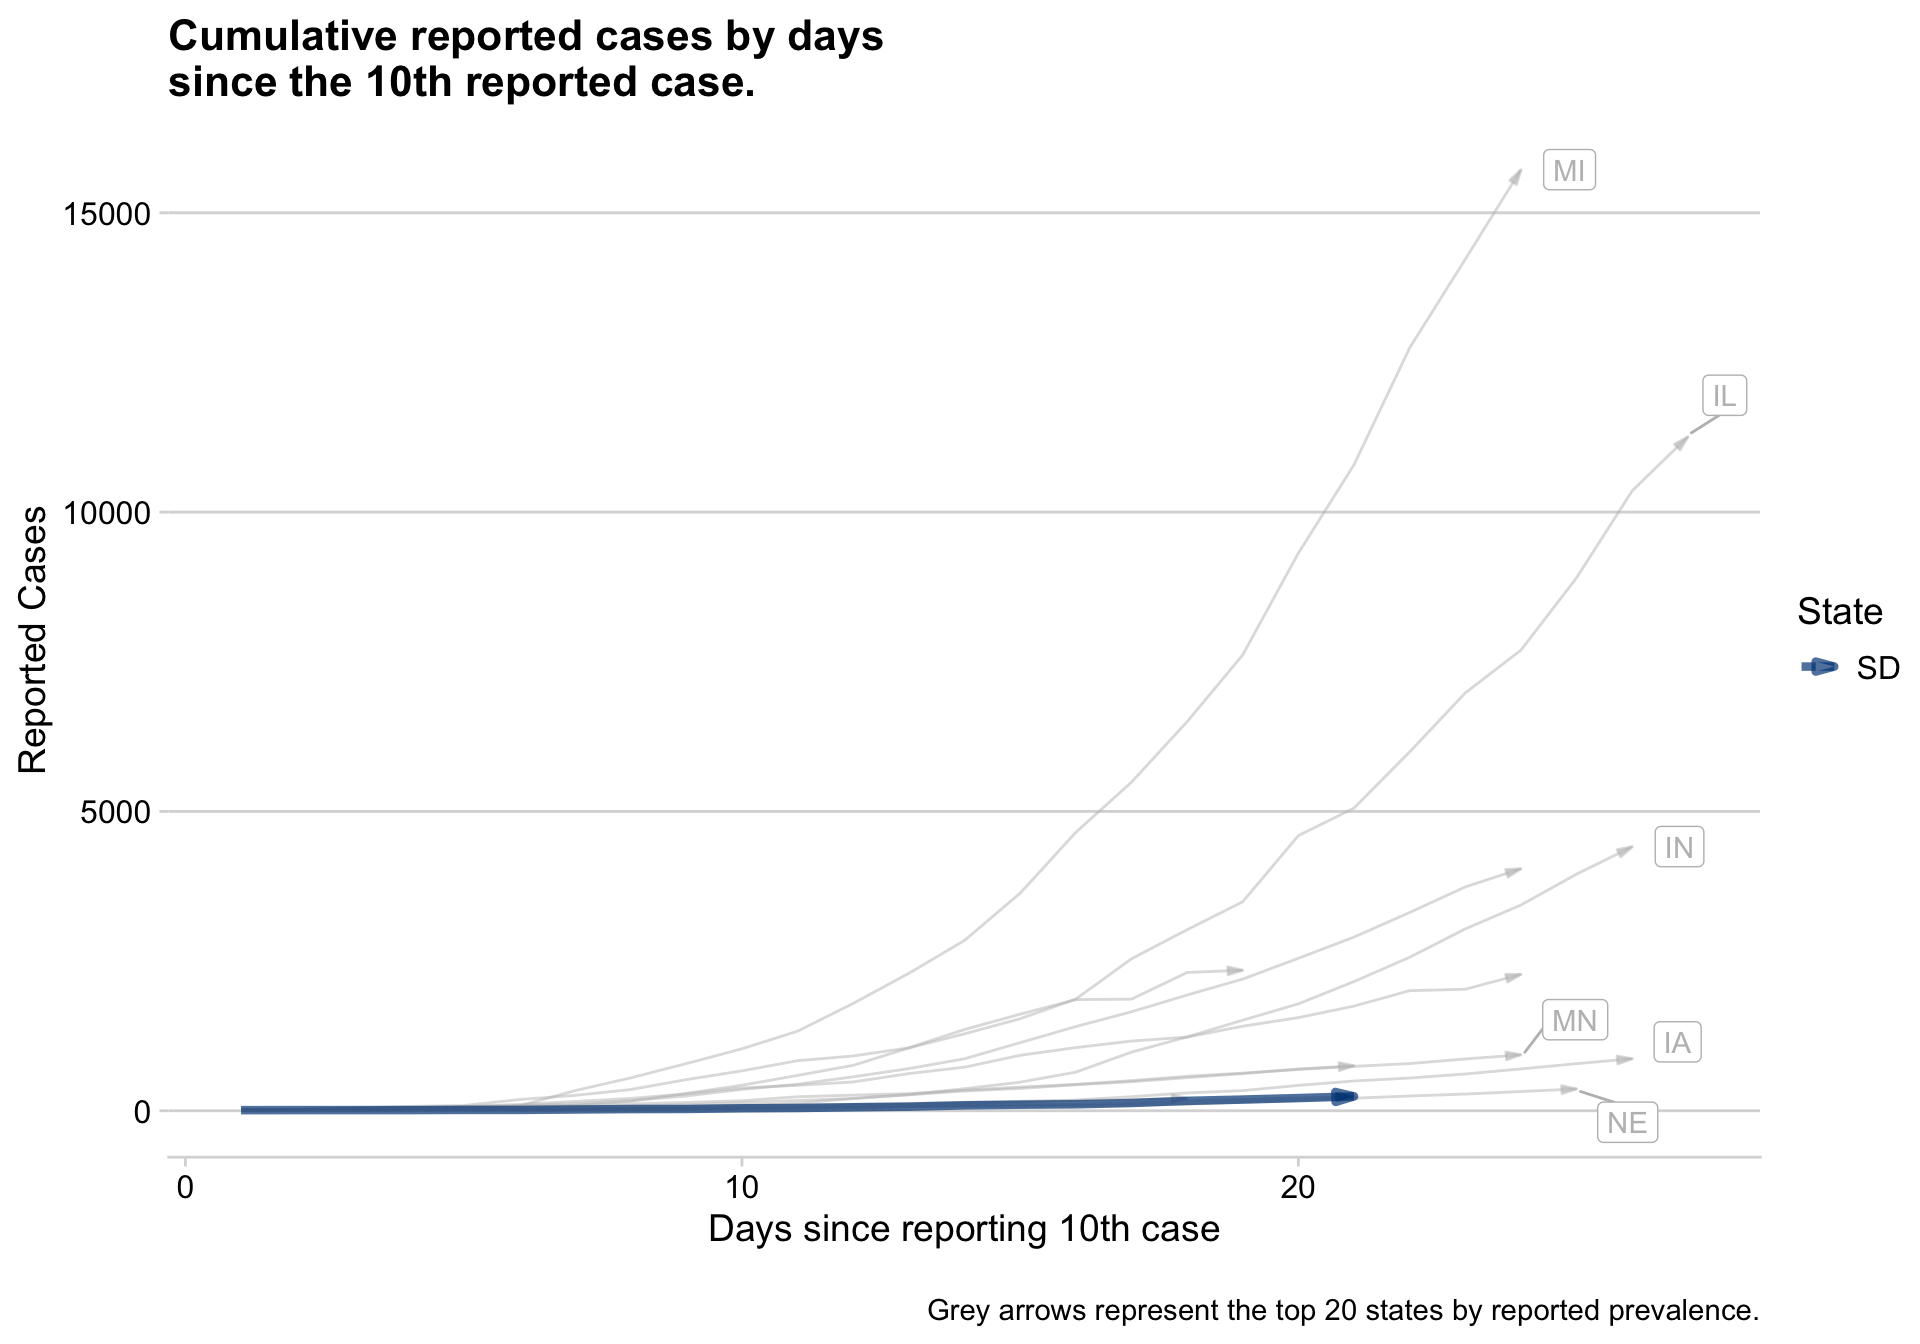 Cumulative reported cases by days
since the 10th reported case.
MI
15000
IL
10000
Reported Cases
State
SD
5000
IN
MN
IA
0
NE
0 10 20
Days since reporting 10th case
Grey arrows represent the top 20 states by reported prevalence.